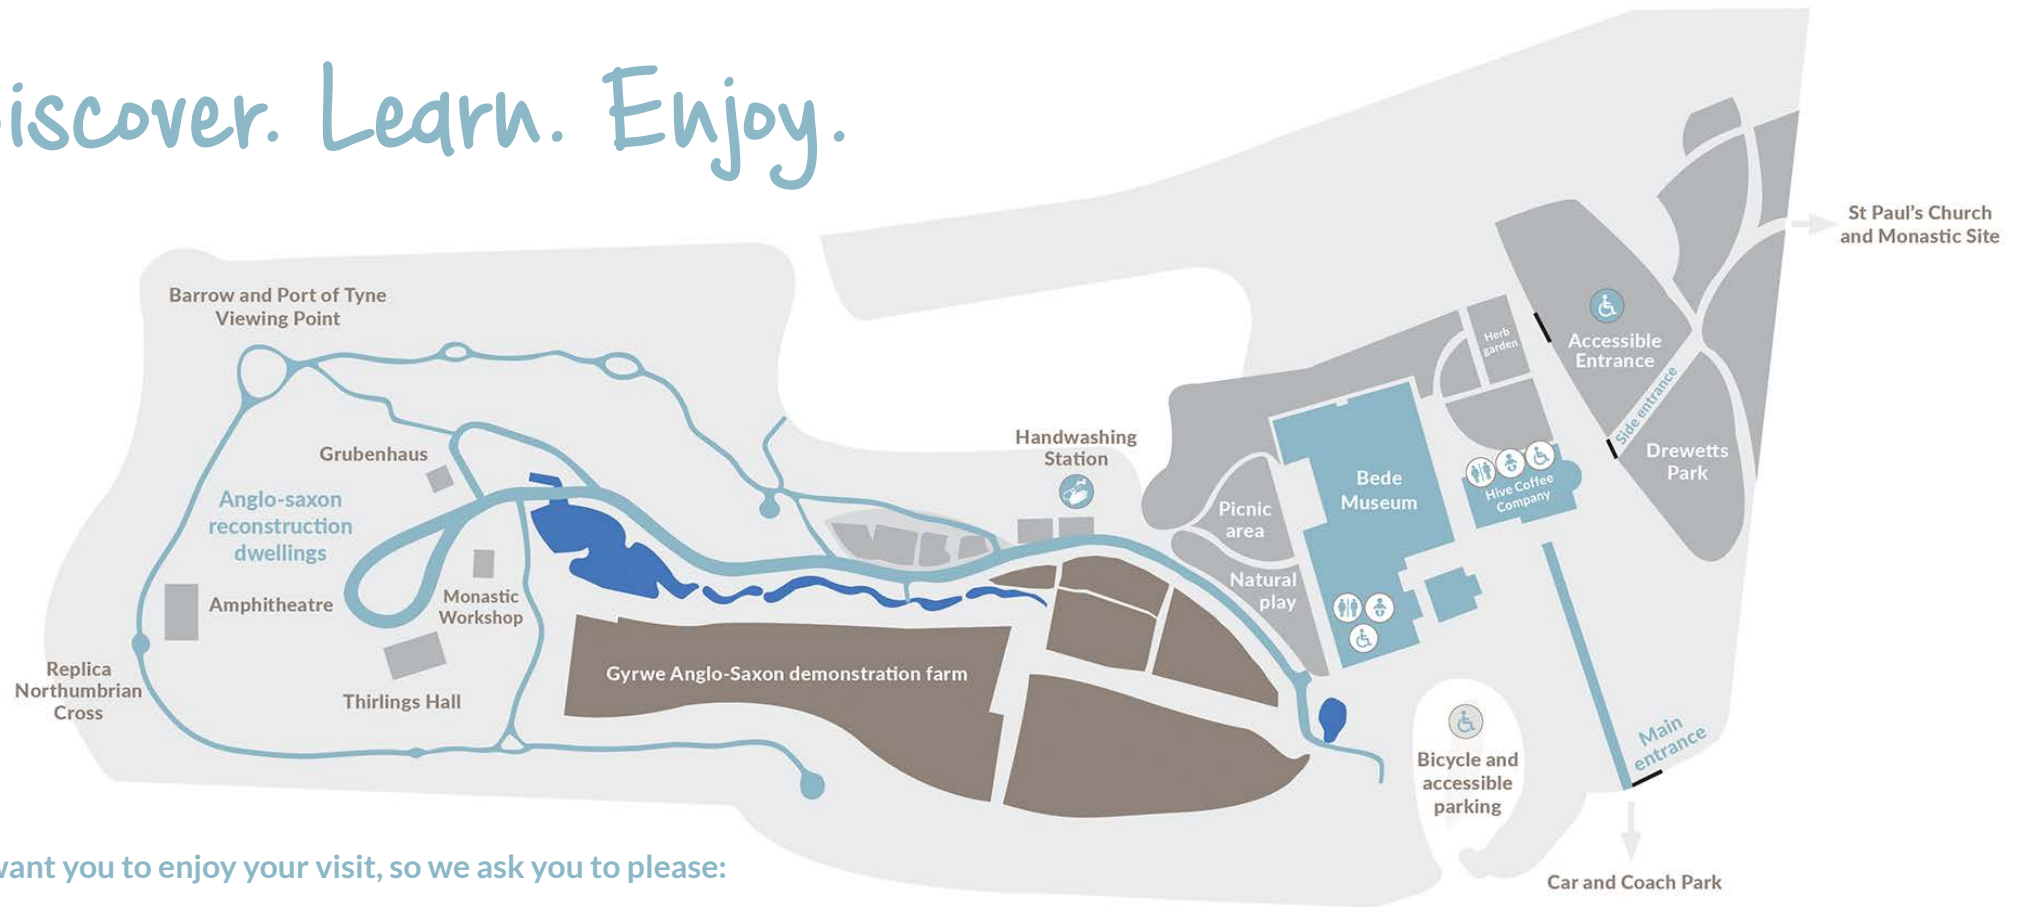 iscover. Learn. Enjoy.
St Paul's Church
and Monastic Site
Barrow and Port of Tyne
Viewing Point
Herb
garden
Accessible
Entrance
Side entrance
Drewetts
Park
Grubenhaus
Handwashing
Station
Bede
Museum
Hive Coffee
Company
Anglo-saxon
reconstruction
dwellings
Picnic
area
Natural
play
Amphitheatre
Monastic
Workshop
Replica
Northumbrian
Cross
Thirlings Hall
Gyrwe Anglo-Saxon demonstration farm
Main
entrance
Bicycle and
accessible
parking
want you to enjoy your visit, so we ask you to please:
Car and Coach Park